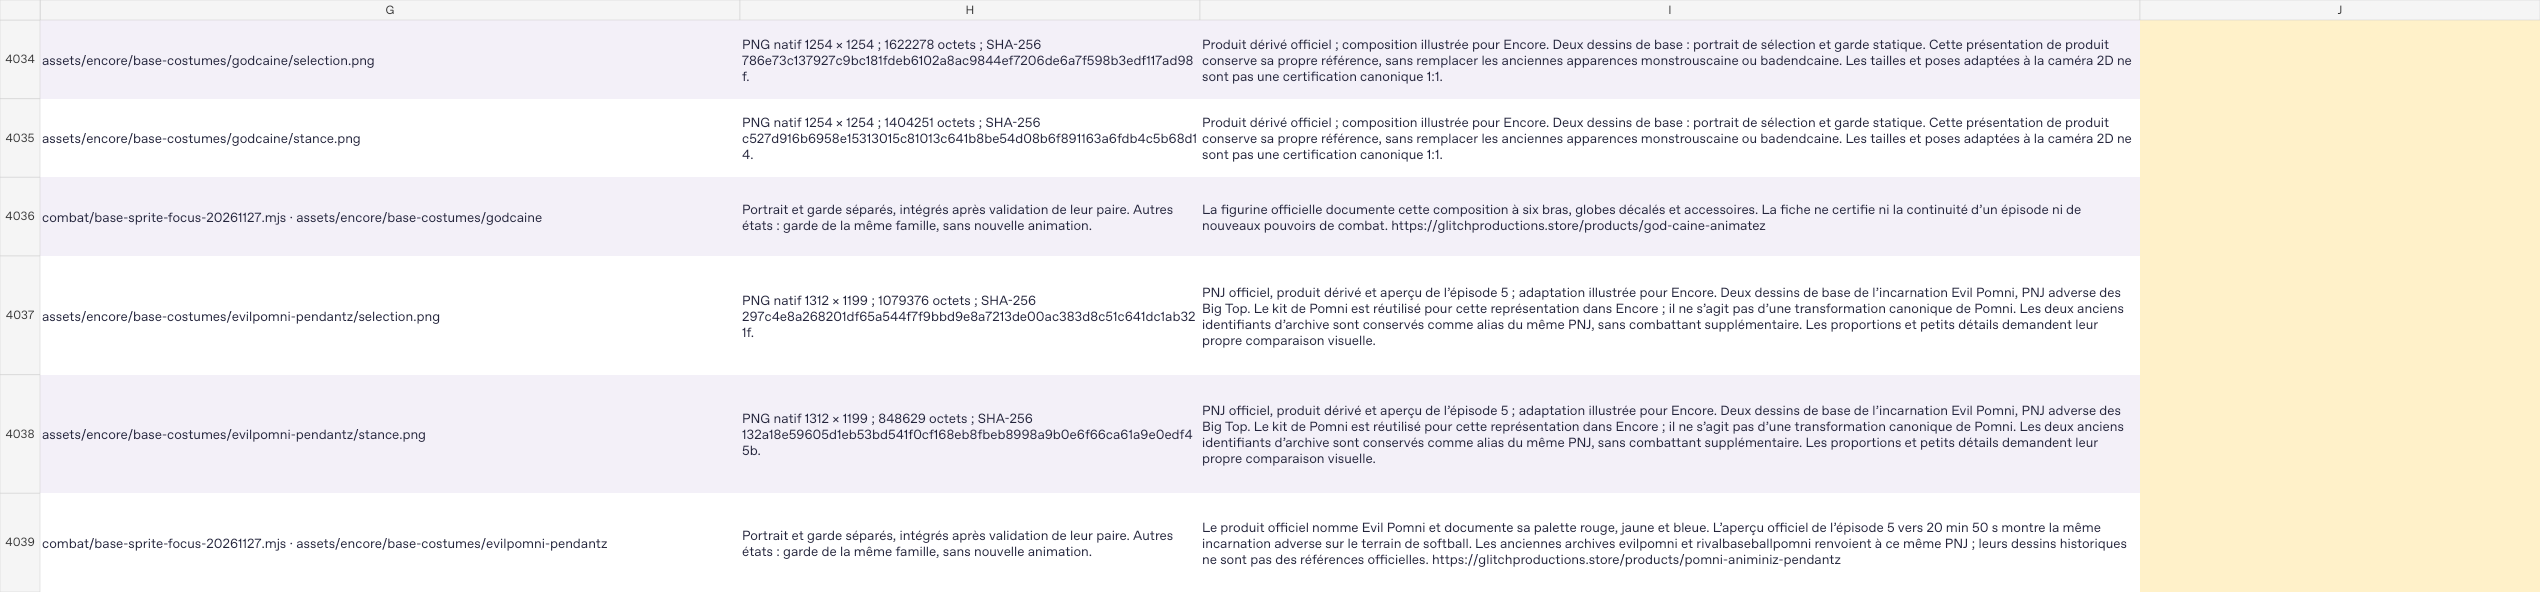 G H I J
4034
assets/encore/base-costumes/godcaine/selection.png
PNG natif 1254 × 1254 ; 1622278 octets ; SHA-256
786e73c137927c9bc181fdeb6102a8ac9844ef7206de6a7f598b3edf117ad98
f.
Produit dérivé officiel ; composition illustrée pour Encore. Deux dessins de base : portrait de sélection et garde statique. Cette présentation de produit
conserve sa propre référence, sans remplacer les anciennes apparences monstrouscaine ou badendcaine. Les tailles et poses adaptées à la caméra 2D ne
sont pas une certification canonique 1:1.
4035
assets/encore/base-costumes/godcaine/stance.png
PNG natif 1254 × 1254 ; 1404251 octets ; SHA-256
c527d916b6958e15313015c81013c641b8be54d08b6f891163a6fdb4c5b68d1
4.
Produit dérivé officiel ; composition illustrée pour Encore. Deux dessins de base : portrait de sélection et garde statique. Cette présentation de produit
conserve sa propre référence, sans remplacer les anciennes apparences monstrouscaine ou badendcaine. Les tailles et poses adaptées à la caméra 2D ne
sont pas une certification canonique 1:1.
4036
combat/base-sprite-focus-20261127.mjs · assets/encore/base-costumes/godcaine
Portrait et garde séparés, intégrés après validation de leur paire. Autres
états : garde de la même famille, sans nouvelle animation.
La figurine officielle documente cette composition à six bras, globes décalés et accessoires. La fiche ne certifie ni la continuité d’un épisode ni de
nouveaux pouvoirs de combat. https://glitchproductions.store/products/god-caine-animatez
4037
assets/encore/base-costumes/evilpomni-pendantz/selection.png
PNG natif 1312 × 1199 ; 1079376 octets ; SHA-256
297c4e8a268201df65a544f7f9bbd9e8a7213de00ac383d8c51c641dc1ab32
1f.
PNJ officiel, produit dérivé et aperçu de l’épisode 5 ; adaptation illustrée pour Encore. Deux dessins de base de l’incarnation Evil Pomni, PNJ adverse des
Big Top. Le kit de Pomni est réutilisé pour cette représentation dans Encore ; il ne s’agit pas d’une transformation canonique de Pomni. Les deux anciens
identifiants d’archive sont conservés comme alias du même PNJ, sans combattant supplémentaire. Les proportions et petits détails demandent leur
propre comparaison visuelle.
4038
assets/encore/base-costumes/evilpomni-pendantz/stance.png
PNG natif 1312 × 1199 ; 848629 octets ; SHA-256
132a18e59605d1eb53bd541f0cf168eb8fbeb8998a9b0e6f66ca61a9e0edf4
5b.
PNJ officiel, produit dérivé et aperçu de l’épisode 5 ; adaptation illustrée pour Encore. Deux dessins de base de l’incarnation Evil Pomni, PNJ adverse des
Big Top. Le kit de Pomni est réutilisé pour cette représentation dans Encore ; il ne s’agit pas d’une transformation canonique de Pomni. Les deux anciens
identifiants d’archive sont conservés comme alias du même PNJ, sans combattant supplémentaire. Les proportions et petits détails demandent leur
propre comparaison visuelle.
4039
combat/base-sprite-focus-20261127.mjs · assets/encore/base-costumes/evilpomni-pendantz
Portrait et garde séparés, intégrés après validation de leur paire. Autres
états : garde de la même famille, sans nouvelle animation.
Le produit officiel nomme Evil Pomni et documente sa palette rouge, jaune et bleue. L’aperçu officiel de l’épisode 5 vers 20 min 50 s montre la même
incarnation adverse sur le terrain de softball. Les anciennes archives evilpomni et rivalbaseballpomni renvoient à ce même PNJ ; leurs dessins historiques
ne sont pas des références officielles. https://glitchproductions.store/products/pomni-animiniz-pendantz